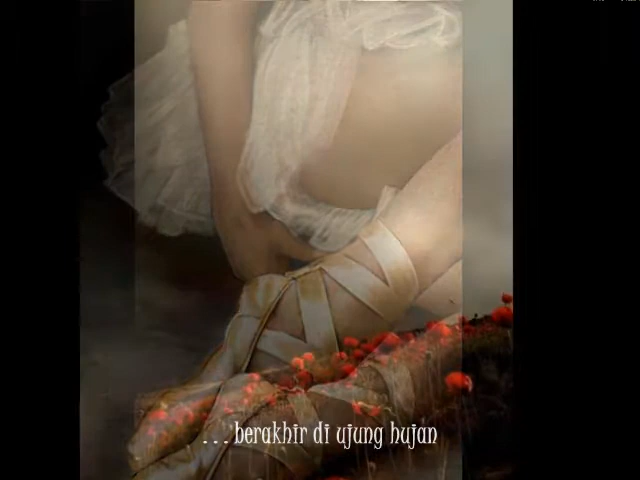 . . . berakhir di ujung hujan